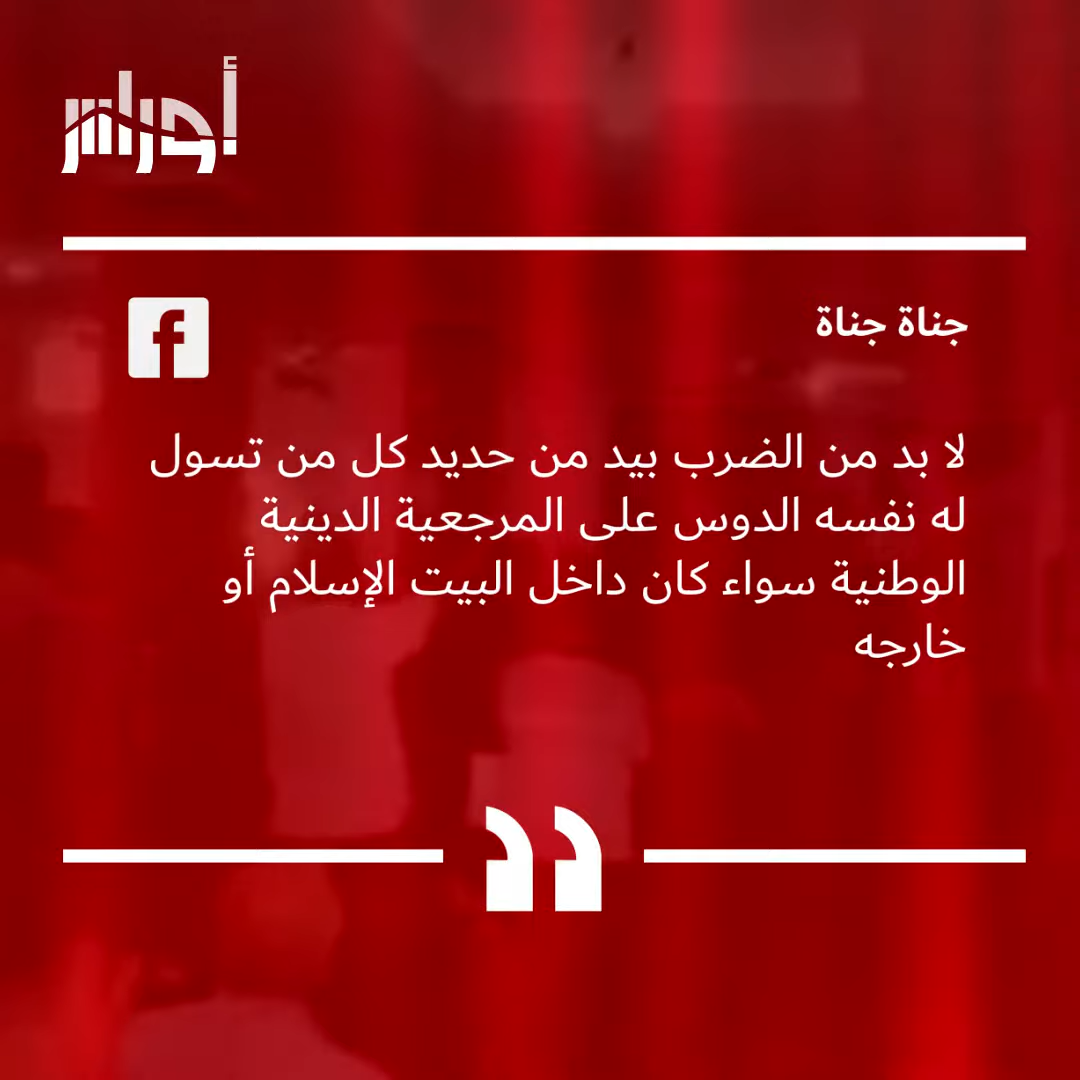 أوراس
جناة جناة
لا بد من الضرب بيد من حديد كل من تسول
له نفسه الدوس على المرجعية الدينية
الوطنية سواء كان داخل البيت الإسلام أو
خارجه